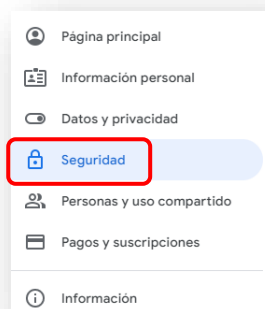 Página principal
Información personal
Datos y privacidad
Seguridad
Personas y uso compartido
Pagos y suscripciones
Información